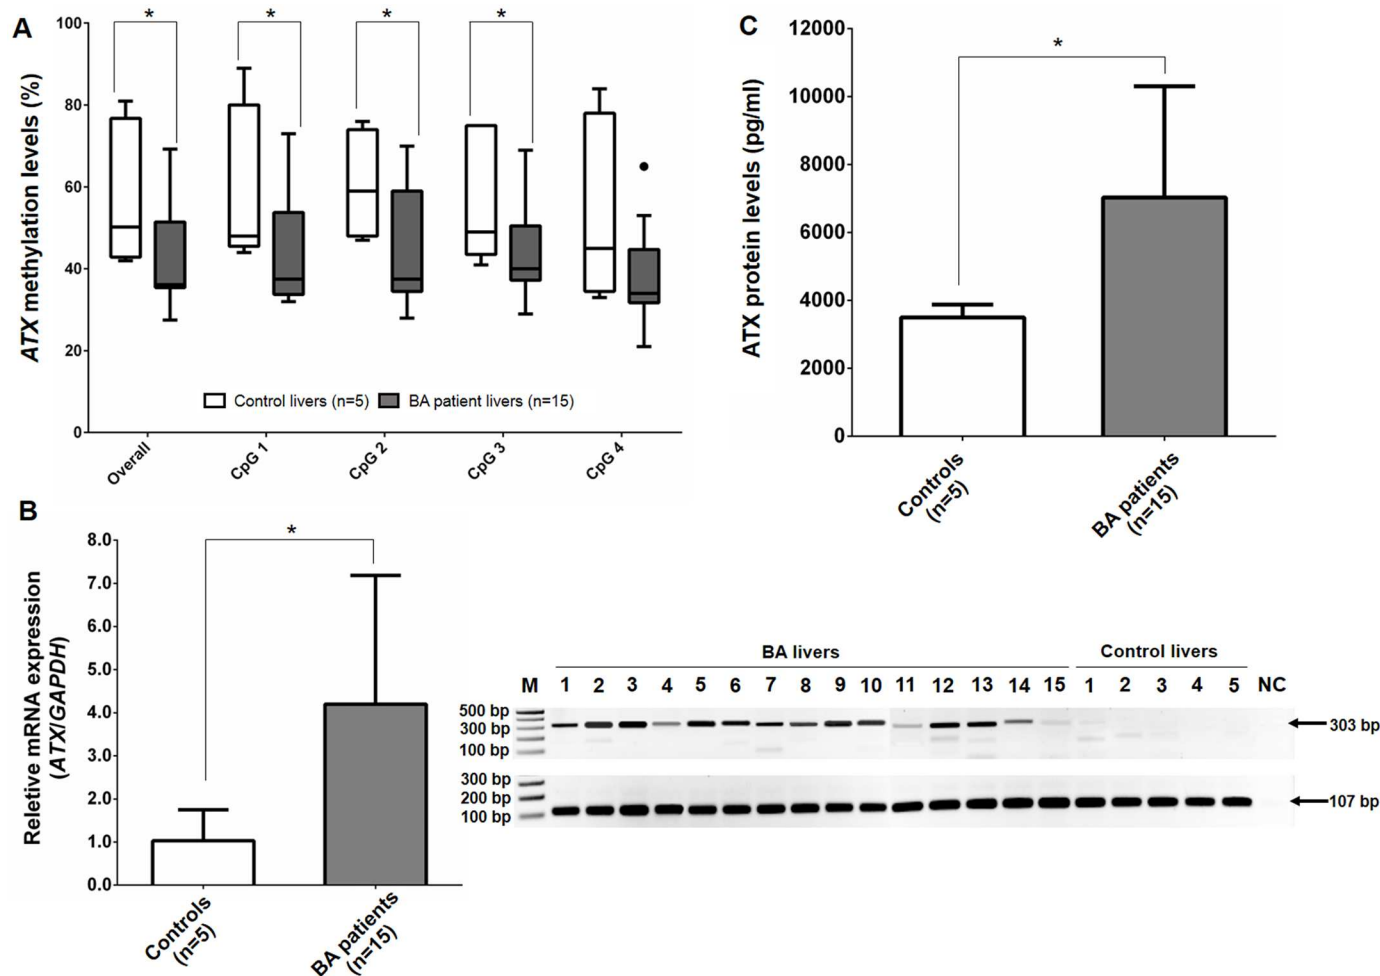 A
ATX methylation levels (%)
100
80
60
40
20
0
*
*
*
*
Control livers (n=5)
BA patient livers (n=15)
Overall
CpG 1
CpG 2
CpG 3
CpG 4
C
ATX protein levels (pg/ml)
12000
10000
8000
6000
4000
2000
0
*
Controls
(n=5)
BA patients
(n=15)
B
Reletive mRNA expression
(ATX/GAPDH)
8.0
7.0
6.0
5.0
4.0
3.0
2.0
1.0
0.0
*
Controls
(n=5)
BA patients
(n=15)
BA livers
Control livers
M 1 2 3 4 5 6 7 8 9 10 11 12 13 14 15 1 2 3 4 5 NC
500 bp
300 bp
100 bp
303 bp
300 bp
200 bp
100 bp
107 bp